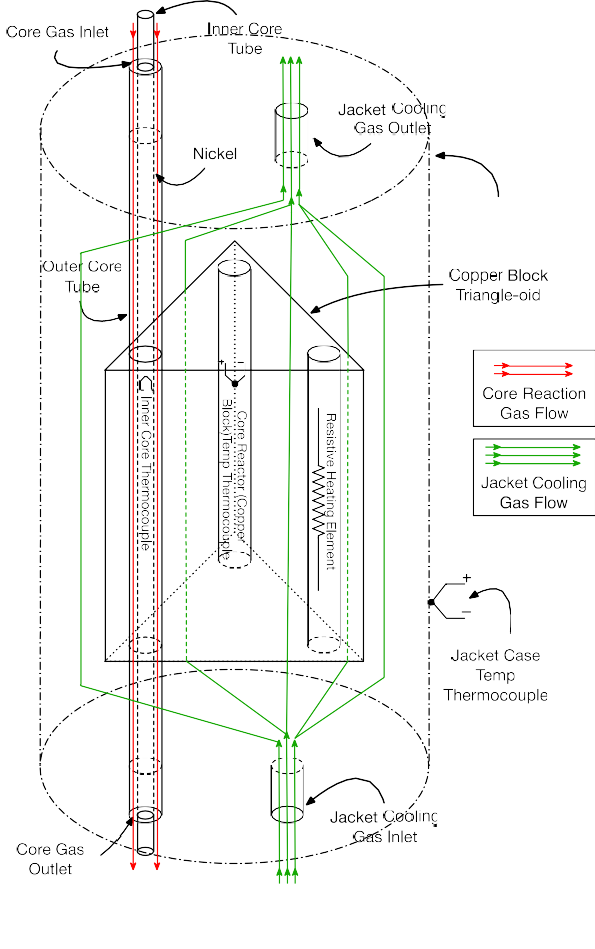 Core Gas Inlet
Inner Core
Tube
Jacket Cooling
Gas Outlet
Nickel
Outer Core
Tube
Copper Block
Triangle-oid
+ −
Inner Core Thermocouple
Core Reactor (Copper
Block)Temp Thermocouple
Resistive Heating Element
Core Reaction
Gas Flow
Jacket Cooling
Gas Flow
+
−
Jacket Case
Temp
Thermocouple
Jacket Cooling
Gas Inlet
Core Gas
Outlet